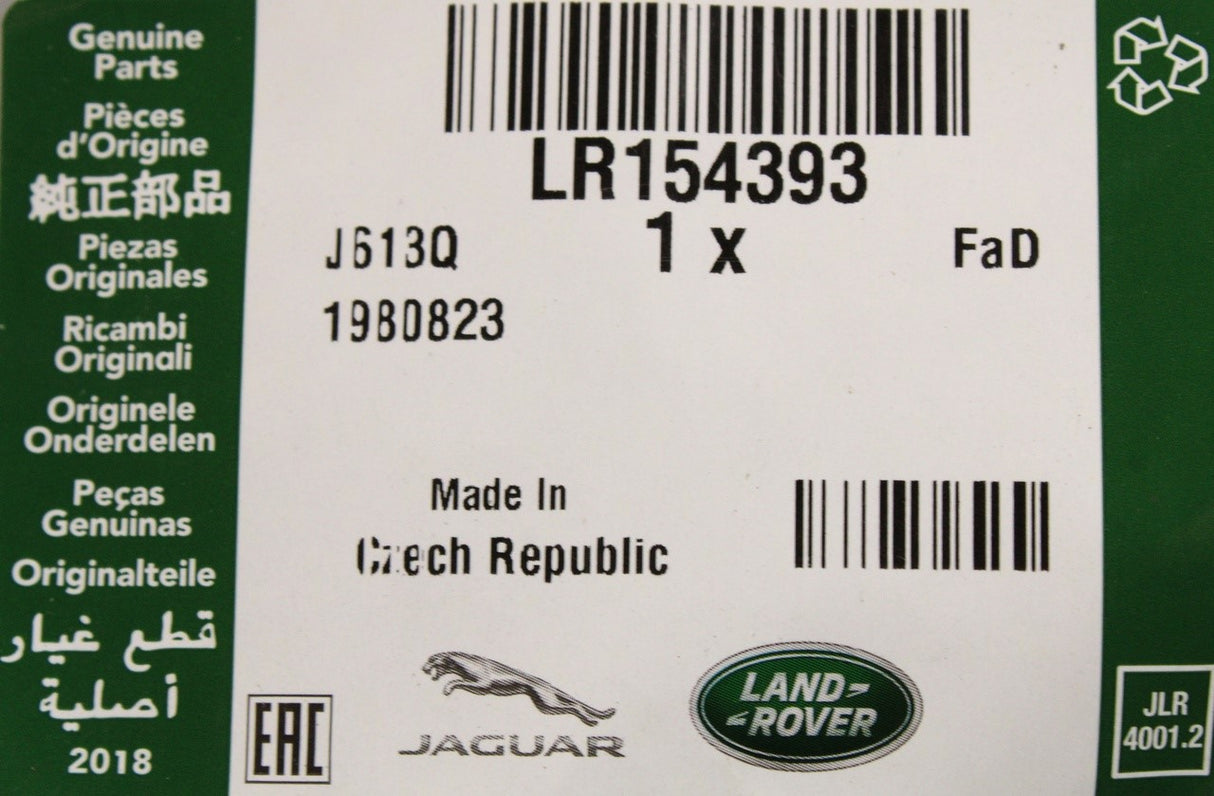 Genuine
Parts
Pièces
d'Origine
純正部品
Piezas
Originales
Ricambi
Originali
Originele
Onderdelen
Peças
Genuinas
Originalteile
قطع غيار
أصلية
2018
LR154393
J613Q
1 x
FaD
1980823
Made In
Czech Republic
EAC
JAGUAR
LAND-
-ROVER
JLR
4001.2